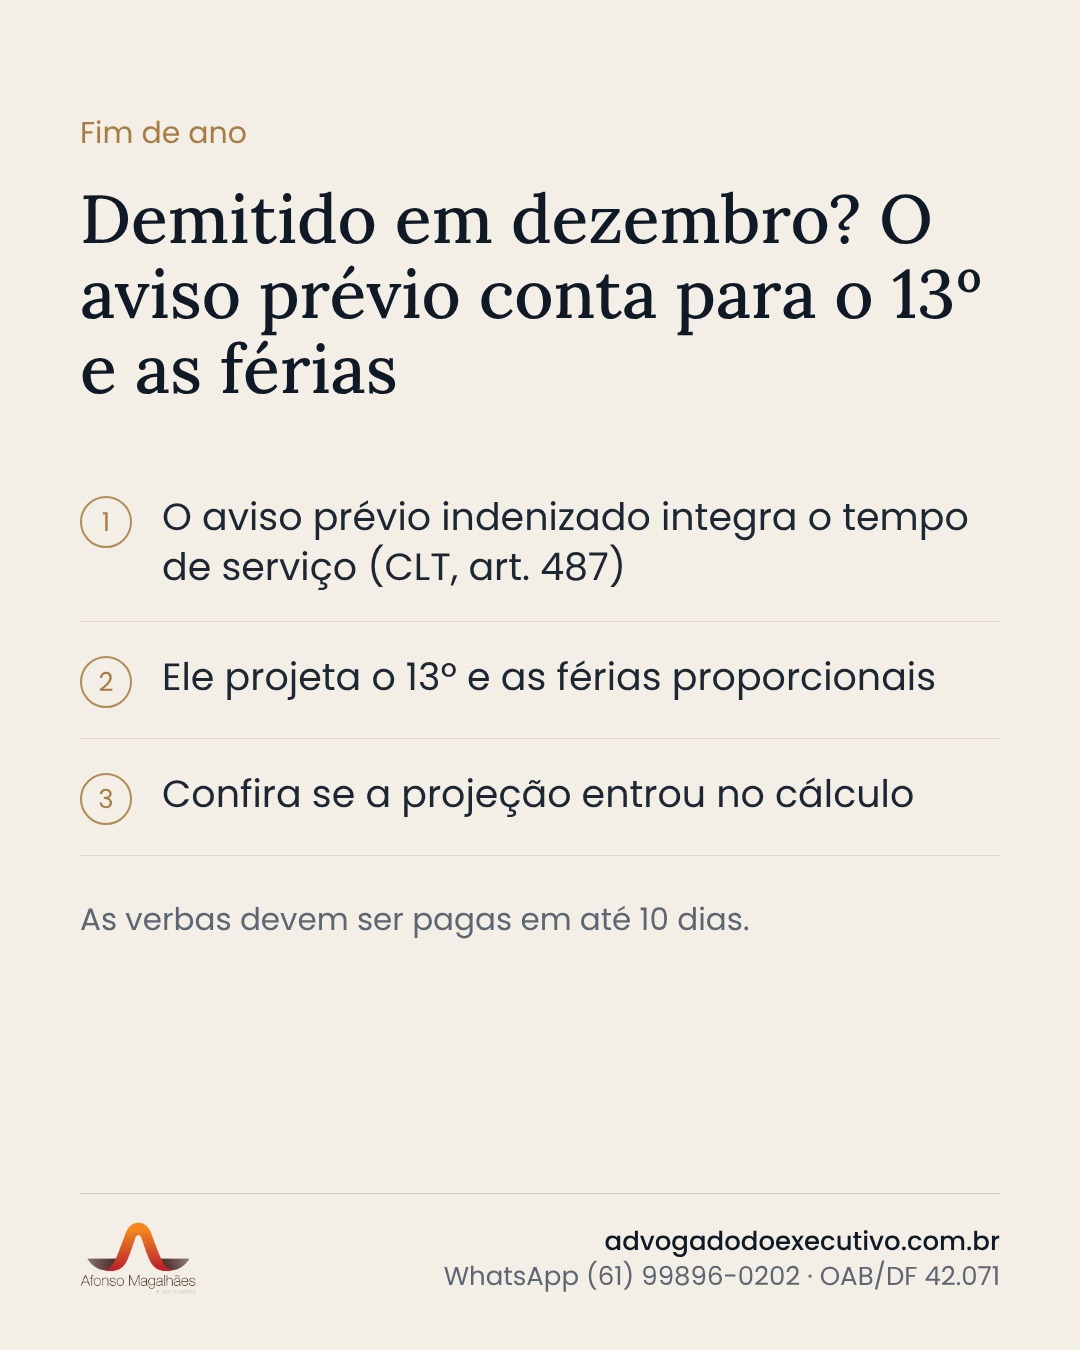 Fim de ano
Demitido em dezembro? O
aviso prévio conta para o 13º
e as férias
1 O aviso prévio indenizado integra o tempo
de serviço (CLT, art. 487)
2 Ele projeta o 13º e as férias proporcionais
3 Confira se a projeção entrou no cálculo
As verbas devem ser pagas em até 10 dias.
Afonso Magalhães
advogadodoexecutivo.com.br
WhatsApp (61) 99896-0202 · OAB/DF 42.071